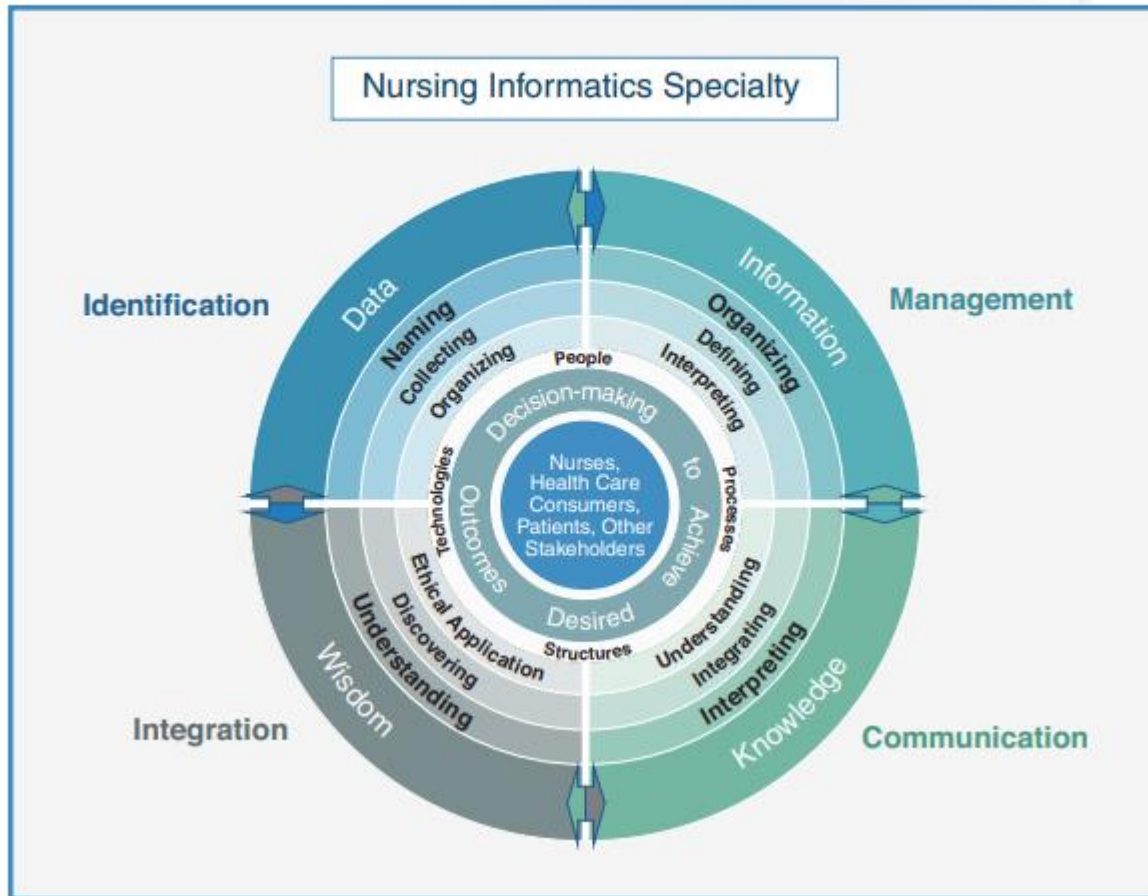 Nursing Informatics Specialty
Identification
Data
Naming
Collecting
Organizing
Management
Information
Organizing
Defining
Interpreting
People
Processes
Structures
Technologies
Decision-making to Achieve Desired Outcomes
Nurses,
Health Care
Consumers,
Patients, Other
Stakeholders
Integration
Wisdom
Understanding
Discovering
Ethical Application
Communication
Knowledge
Interpreting
Integrating
Understanding